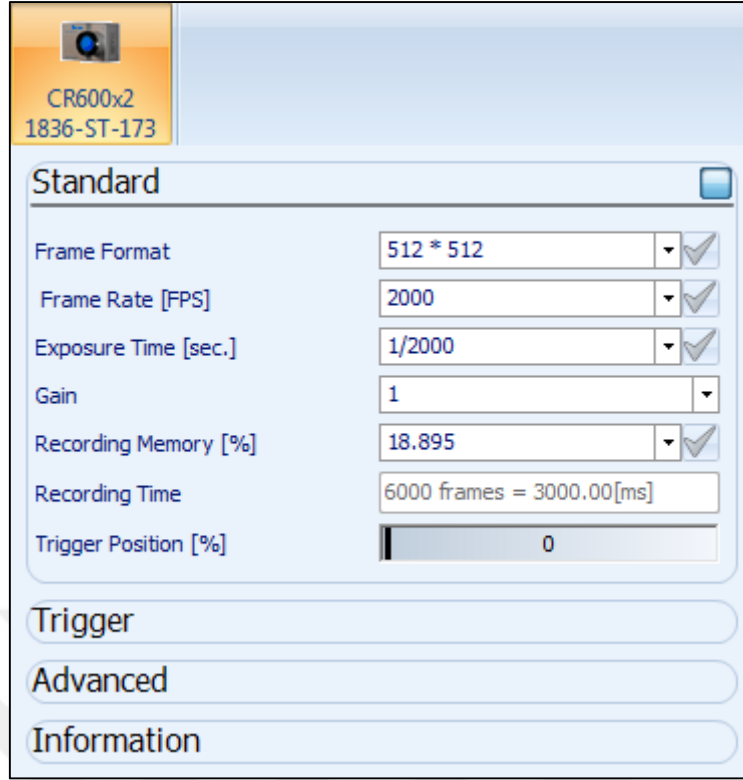 CR600x2
1836-ST-173
Standard
Frame Format 512 * 512
Frame Rate [FPS] 2000
Exposure Time [sec.] 1/2000
Gain 1
Recording Memory [%] 18.895
Recording Time 6000 frames = 3000.00[ms]
Trigger Position [%] 0
Trigger
Advanced
Information